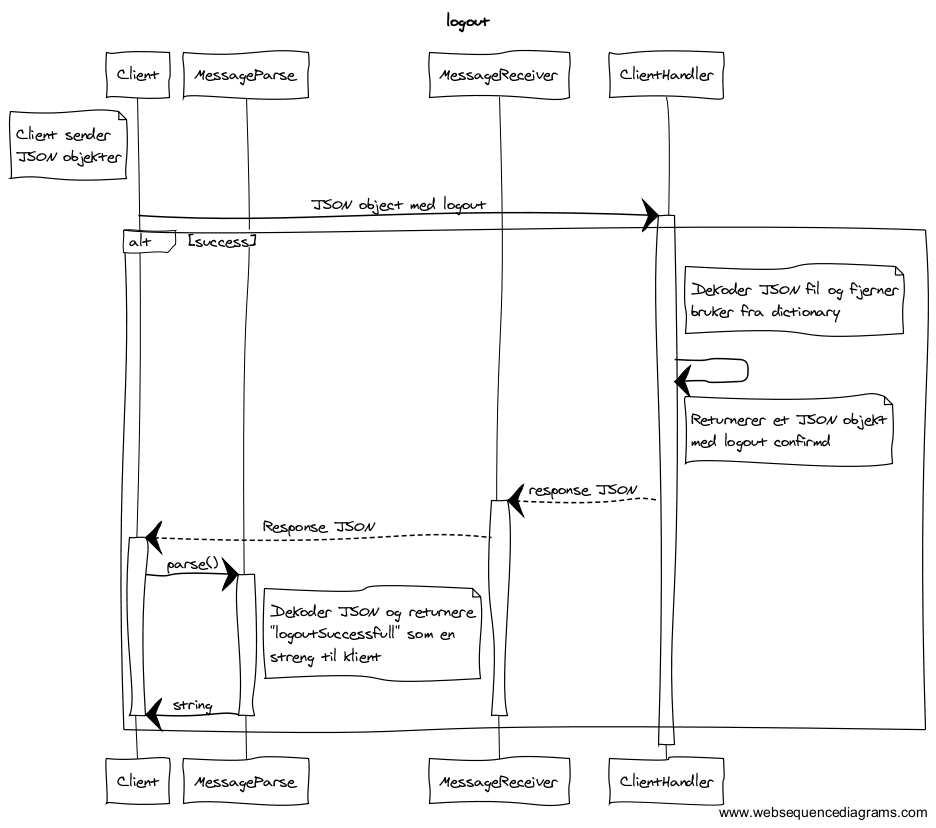 logout
Client
MessageParse
MessageReceiver
ClientHandler
Client sender
JSON objekter
JSON object med logout
alt
[success]
Dekoder JSON fil og fjerner
bruker fra dictionary
Returnerer et JSON objekt
med logout confirmd
response JSON
Response JSON
parse()
Dekoder JSON og returnere
"logoutSuccessfull" som en
streng til klient
string
Client
MessageParse
MessageReceiver
ClientHandler
www.websequencediagrams.com